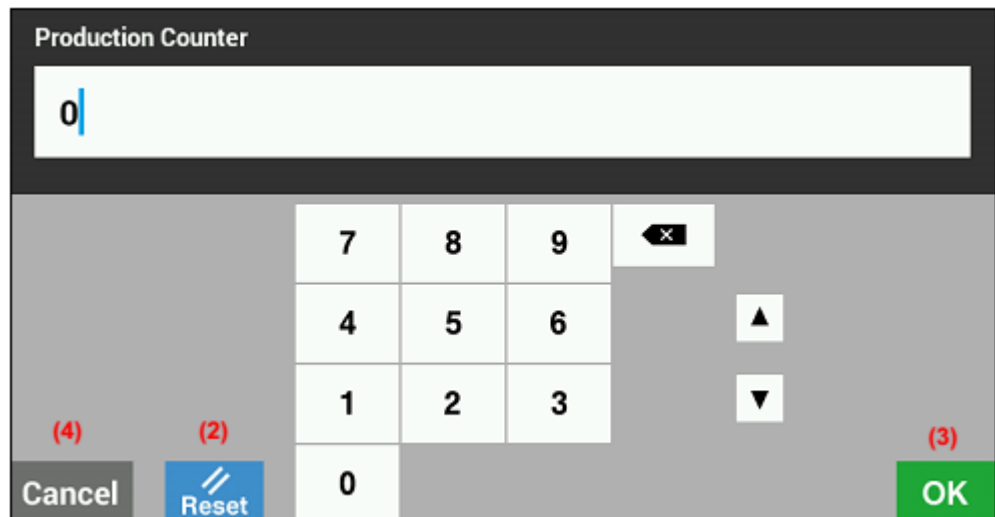 Production Counter
0
7 8 9
4 5 6
1 2 3
(4) (2) (3)
Cancel Reset 0 OK